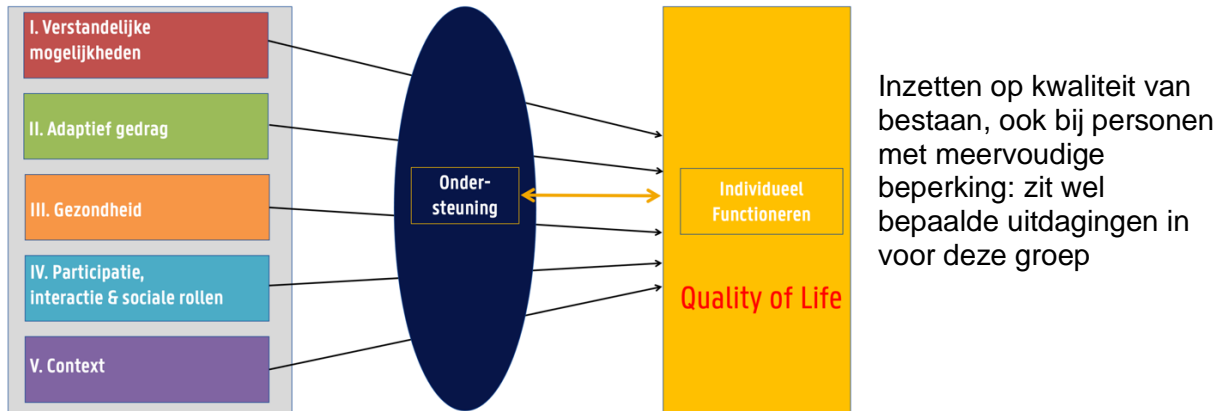 I. Verstandelijke
mogelijkheden
II. Adaptief gedrag
III. Gezondheid
IV. Participatie,
interactie & sociale rollen
V. Context
Onder-
steuning
Individueel
Functioneren
Quality of Life
Inzetten op kwaliteit van
bestaan, ook bij personen
met meervoudige
beperking: zit wel
bepaalde uitdagingen in
voor deze groep